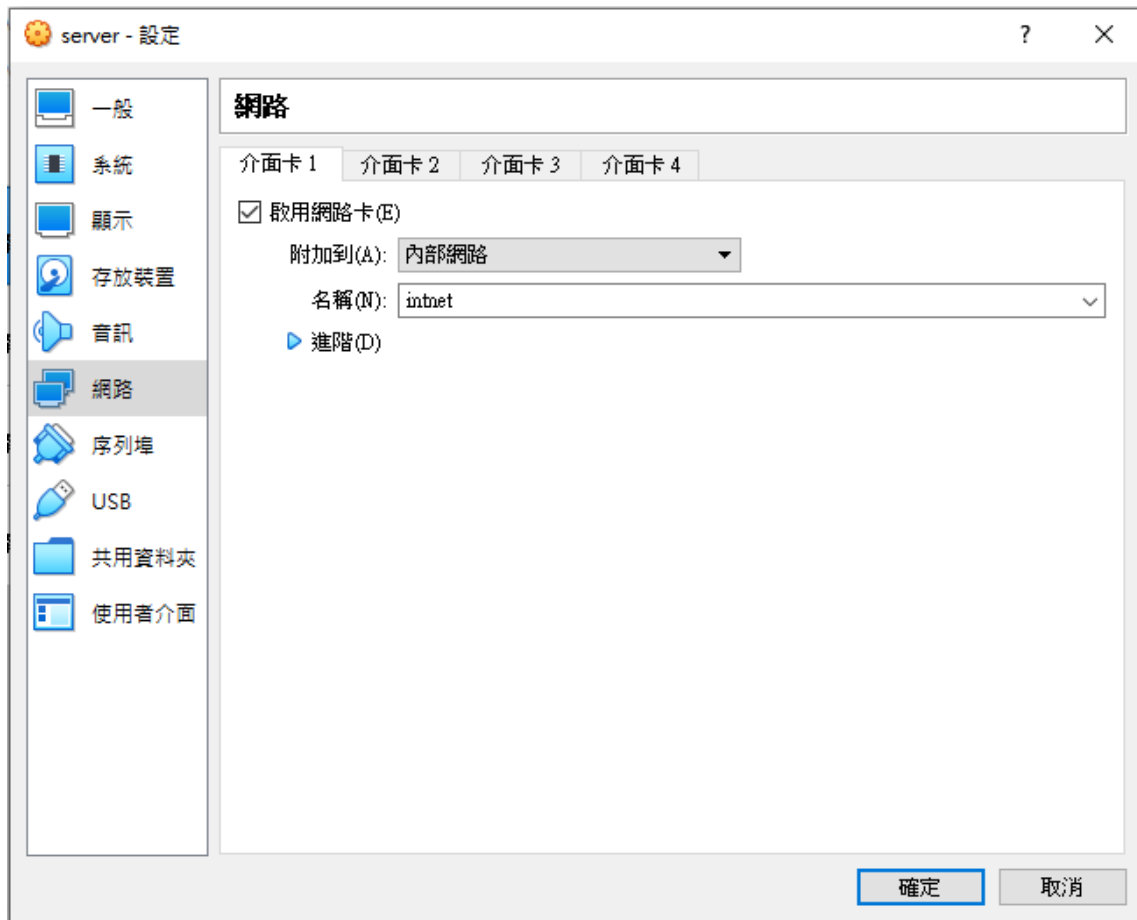 server - 設定
?
一般
系統
顯示
存放裝置
音訊
網路
序列埠
USB
共用資料夾
使用者介面
網路
介面卡 1 介面卡 2 介面卡 3 介面卡 4
啟用網路卡(E)
附加到(A): 內部網路
名稱(N): intnet
進階(D)
確定 取消